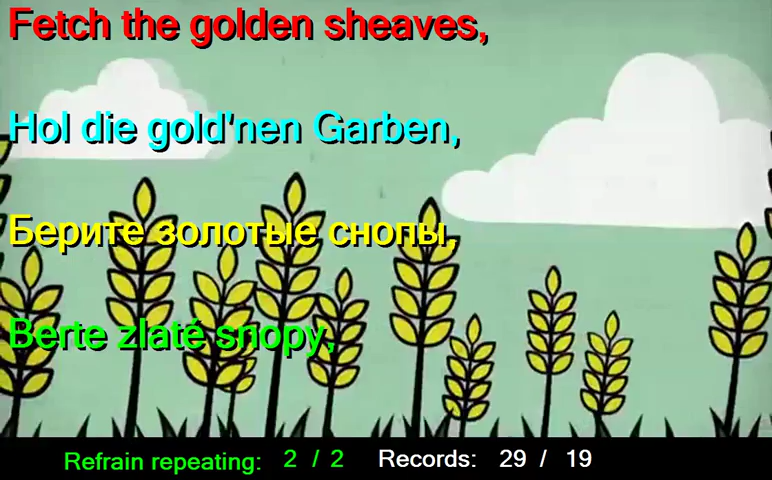 Fetch the golden sheaves,
Hol die gold'nen Garben,
Берите золотые снопы,
Berte zlaté snopy,
Refrain repeating: 2 / 2 Records: 29 / 19